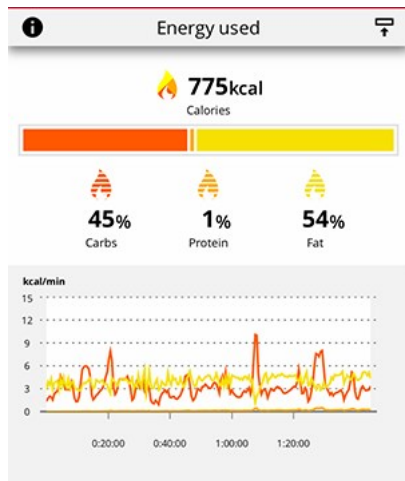 Energy used
775kcal
Calories
45% 1% 54%
Carbs Protein Fat
kcal/min
15
12
9
6
3
0
0:20:00 0:40:00 1:00:00 1:20:00